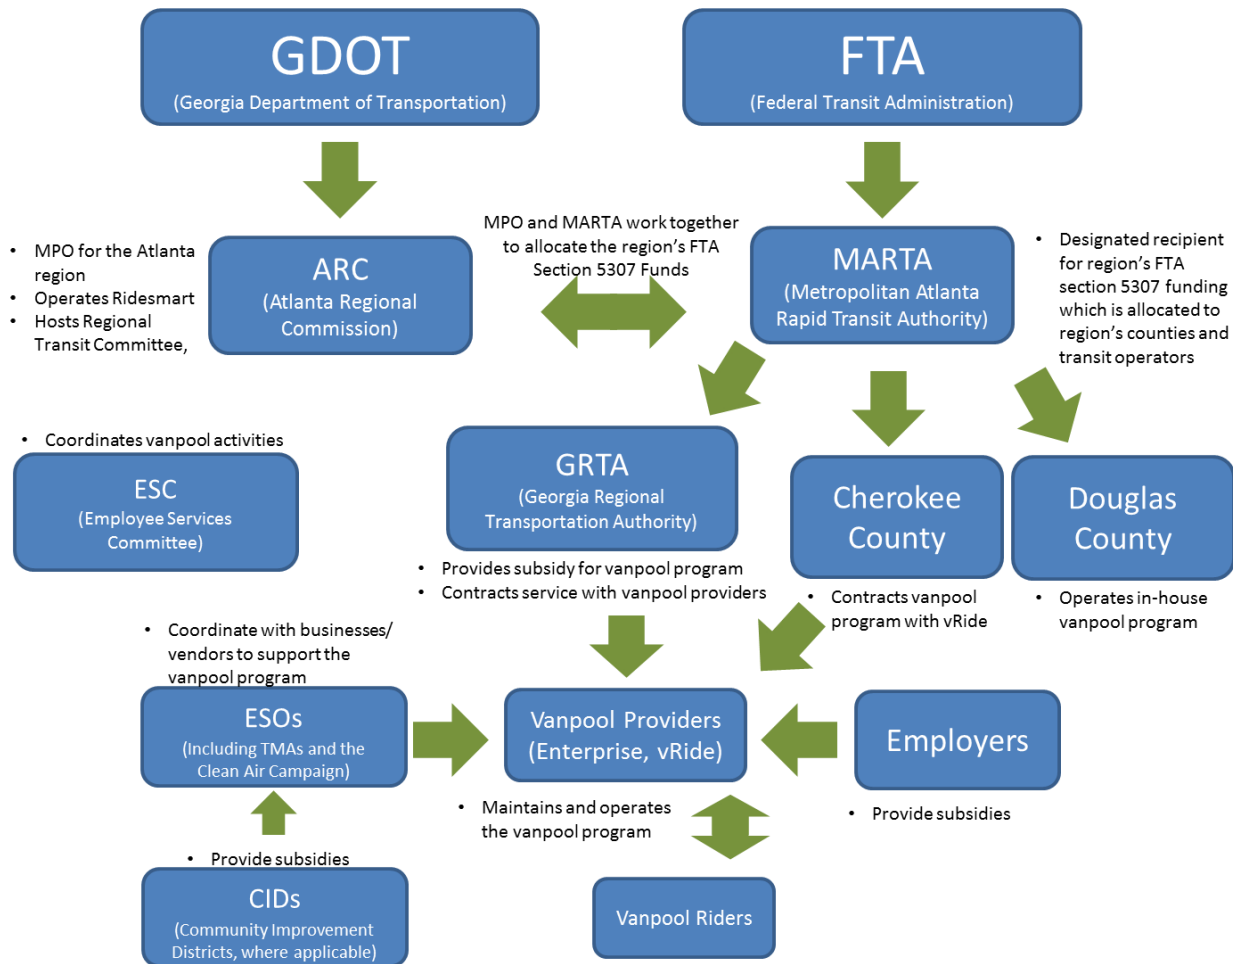 GDOT
(Georgia Department of Transportation)
FTA
(Federal Transit Administration)
• MPO for the Atlanta
region
• Operates Ridesmart
• Hosts Regional
Transit Committee,
ARC
(Atlanta Regional
Commission)
MPO and MARTA work together
to allocate the region’s FTA
Section 5307 Funds
MARTA
(Metropolitan Atlanta
Rapid Transit Authority)
• Designated recipient
for region’s FTA
section 5307 funding
which is allocated to
region’s counties and
transit operators
• Coordinates vanpool activities
ESC
(Employee Services
Committee)
GRTA
(Georgia Regional
Transportation Authority)
• Provides subsidy for vanpool program
• Contracts service with vanpool providers
Cherokee
County
• Contracts vanpool
program with vRide
Douglas
County
• Operates in-house
vanpool program
• Coordinate with businesses/
vendors to support the
vanpool program
ESOs
(Including TMAs and the
Clean Air Campaign)
Vanpool Providers
(Enterprise, vRide)
• Maintains and operates
the vanpool program
Employers
• Provide subsidies
• Provide subsidies
CIDs
(Community Improvement
Districts, where applicable)
Vanpool Riders